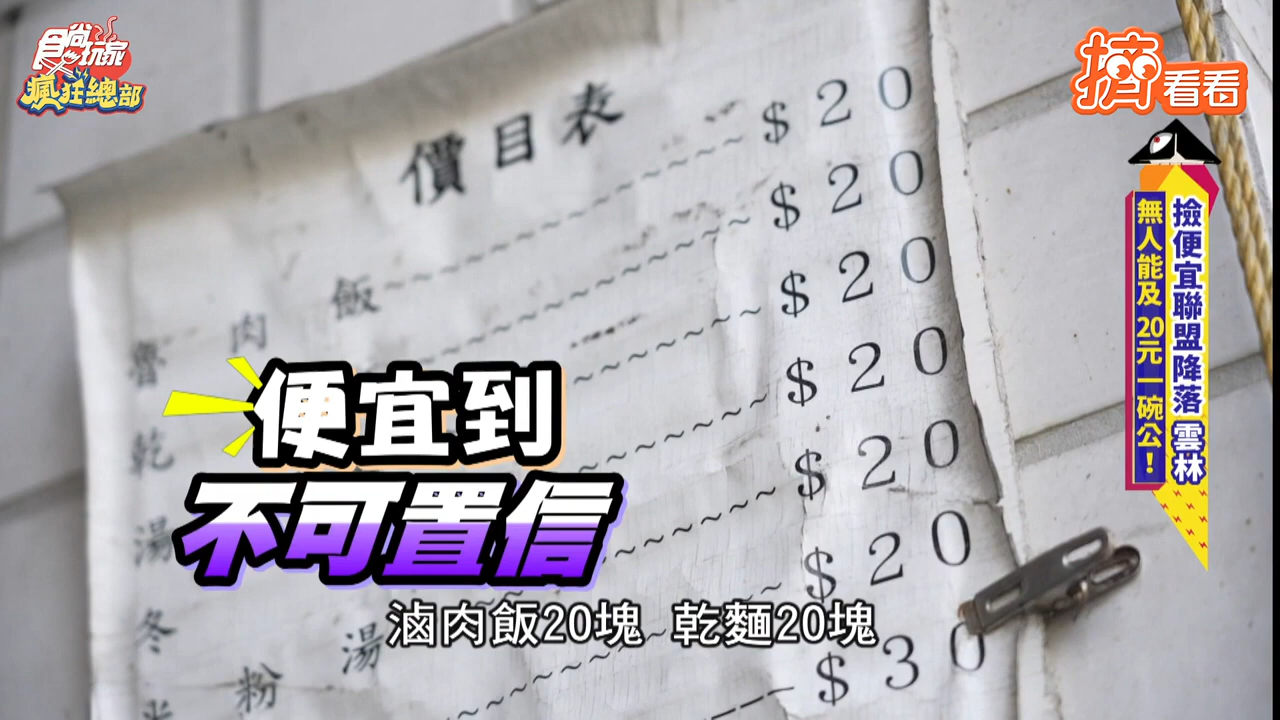 食尚玩家
瘋狂總部
擠看看
撿便宜聯盟降落 雲林
無人能及 20元一碗公！
價目表
魯肉飯~~~~~~~~~~$20
乾
$20
湯
$20
冬
$20
米粉湯
$20
$20
$30
便宜到
不可置信
滷肉飯20塊 乾麵20塊